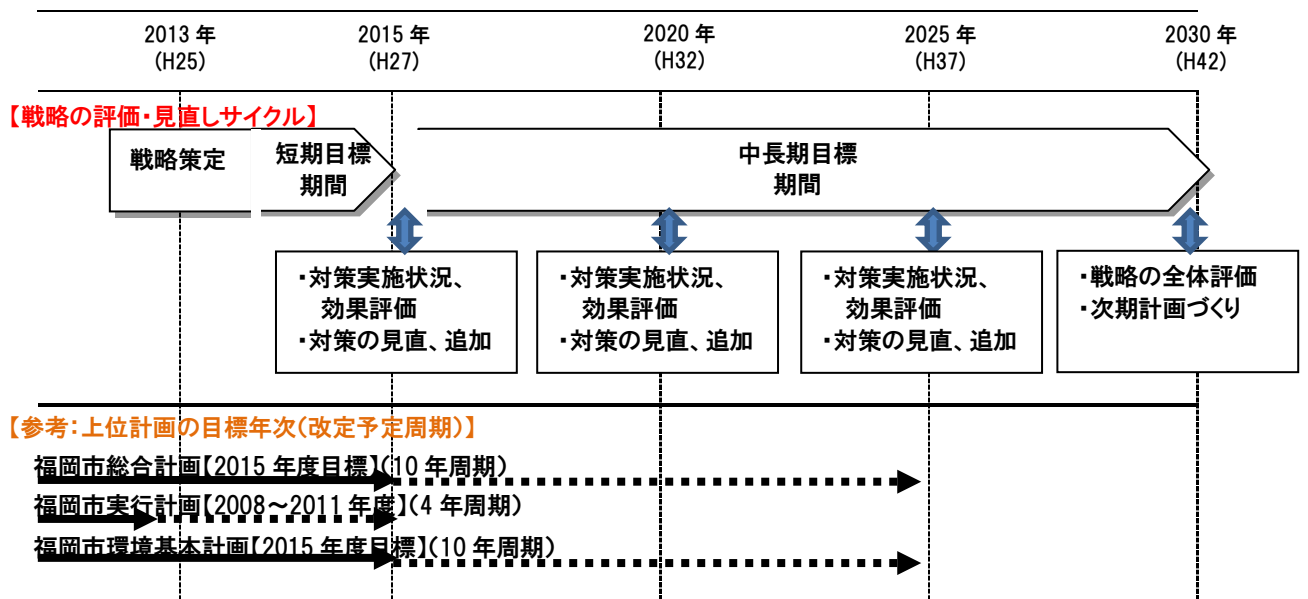 2013 年
(H25)
2015 年
(H27)
2020 年
(H32)
2025 年
(H37)
2030 年
(H42)
【戦略の評価・見直しサイクル】
戦略策定
短期目標
期間
中長期目標
期間
・対策実施状況、
効果評価
・対策の見直、追加
・対策実施状況、
効果評価
・対策の見直、追加
・対策実施状況、
効果評価
・対策の見直、追加
・戦略の全体評価
・次期計画づくり
【参考：上位計画の目標年次(改定予定周期)】
福岡市総合計画【2015 年度目標】(10 年周期)
福岡市実行計画【2008～2011 年度】(4 年周期)
福岡市環境基本計画【2015 年度目標】(10 年周期)